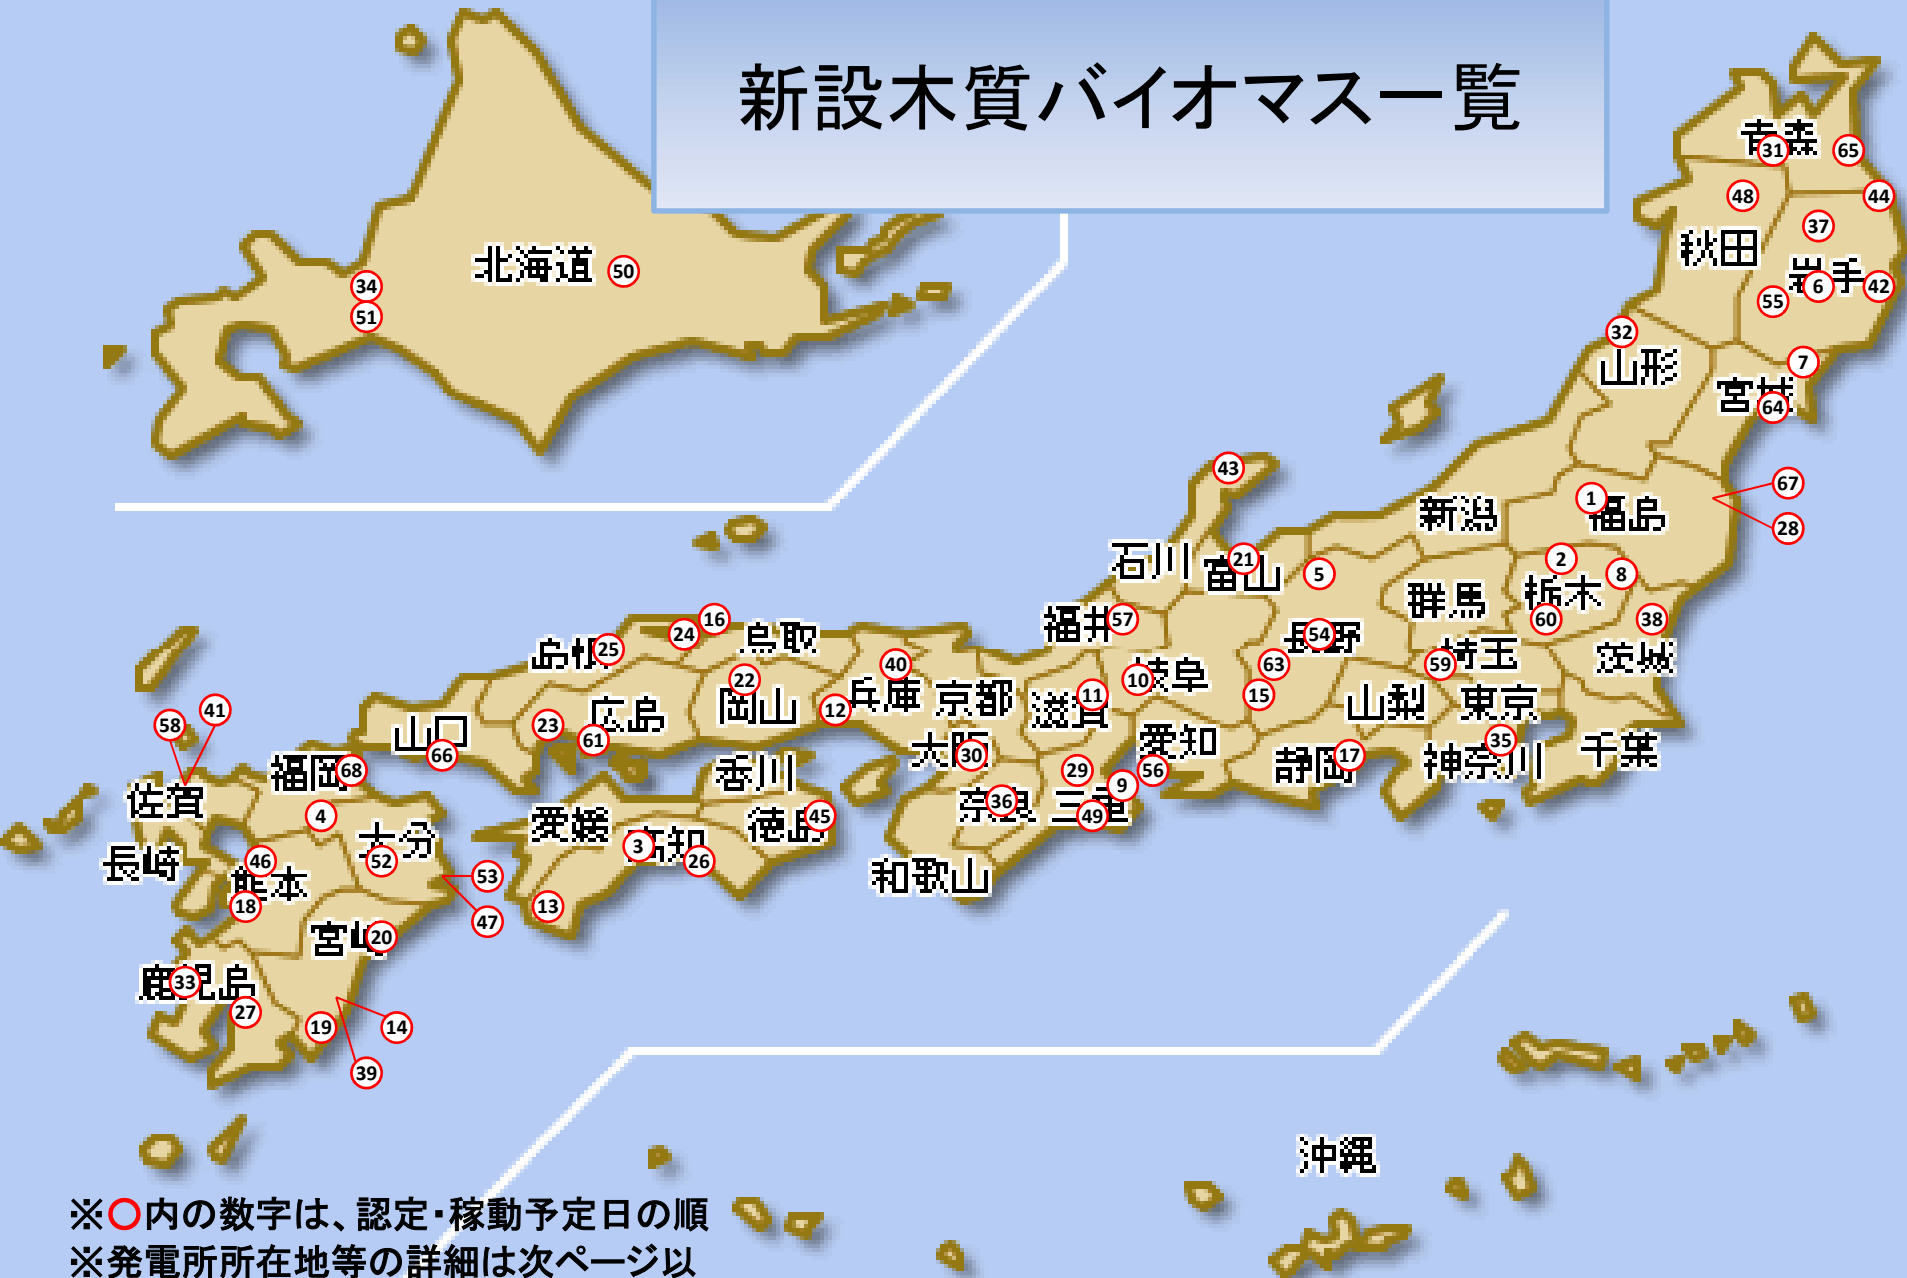 新設木質バイオマス一覧
青森
31
65
48
44
37
秋田
岩手
北海道
50
34
6
42
55
51
32
7
山形
宮城
64
43
67
1
新潟
福島
28
石川
21
富山
5
2
8
栃木
群馬
16
福井
57
60
38
24
鳥取
島根
25
54
長野
埼玉
茨城
40
63
59
22
10
岐阜
兵庫
京都
11
15
滋賀
岡山
12
山梨
東京
58
41
広島
23
山口
61
愛知
35
大阪
30
66
17
静岡
神奈川
千葉
福岡
68
香川
29
56
9
佐賀
奈良
36
三重
49
4
愛媛
徳島
45
大分
高知
3
長崎
46
52
26
53
和歌山
熊本
18
13
47
宮崎
20
鹿児島
33
27
19
14
39
沖縄
※○内の数字は、認定・稼動予定日の順
※発電所所在地等の詳細は次ページ以